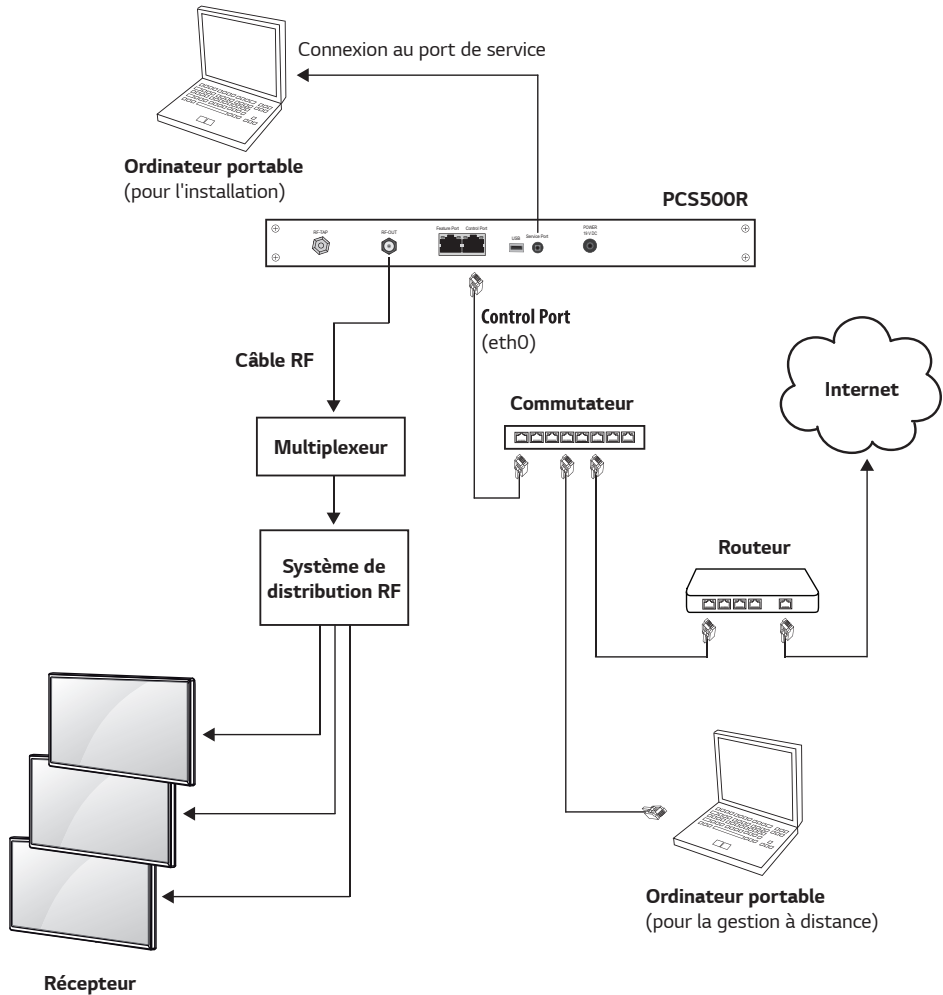 Connexion au port de service
Ordinateur portable
(pour l'installation)
PCS500R
RF-TAP
RF-OUT
Feature Port
Control Port
USB
Service Port
POWER
19 V DC
Control Port
(eth0)
Câble RF
Internet
Commutateur
Multiplexeur
Routeur
Système de
distribution RF
Ordinateur portable
(pour la gestion à distance)
Récepteur